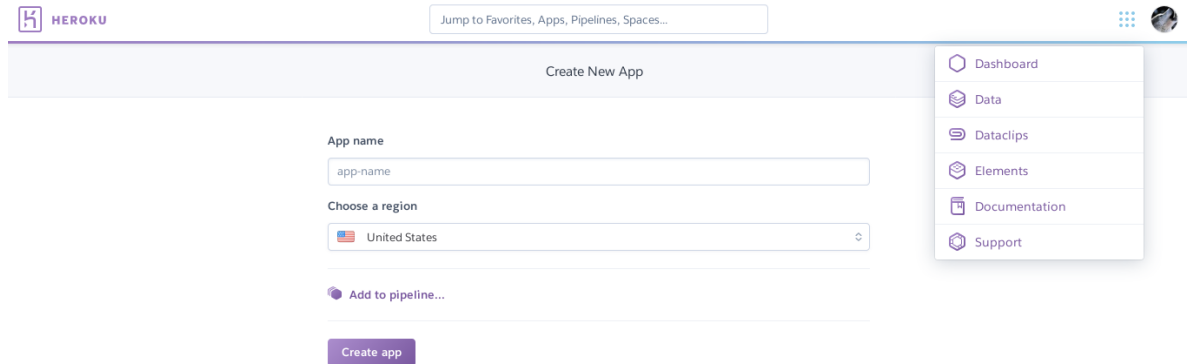 HEROKU
Jump to Favorites, Apps, Pipelines, Spaces...
Create New App
Dashboard
Data
Dataclips
Elements
Documentation
Support
App name
app-name
Choose a region
United States
Add to pipeline...
Create app